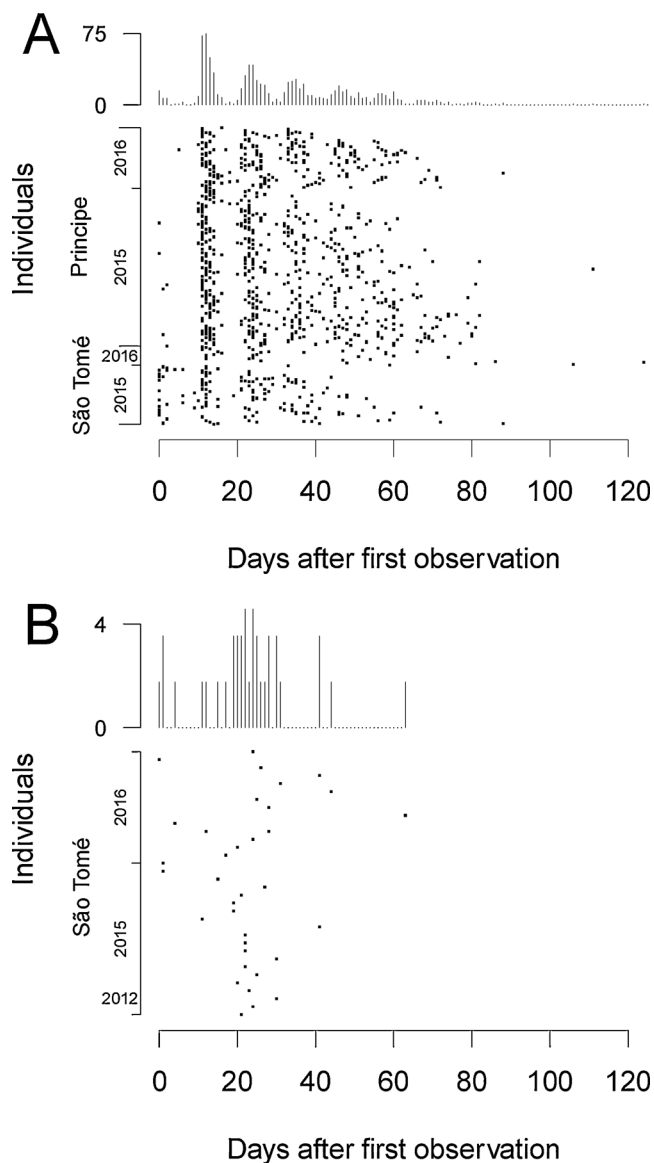 A
75
0
Individuals
Principe
São Tomé
2016
2015
2016
2015
0 20 40 60 80 100 120
Days after first observation
B
4
0
Individuals
São Tomé
2016
2015
2012
0 20 40 60 80 100 120
Days after first observation